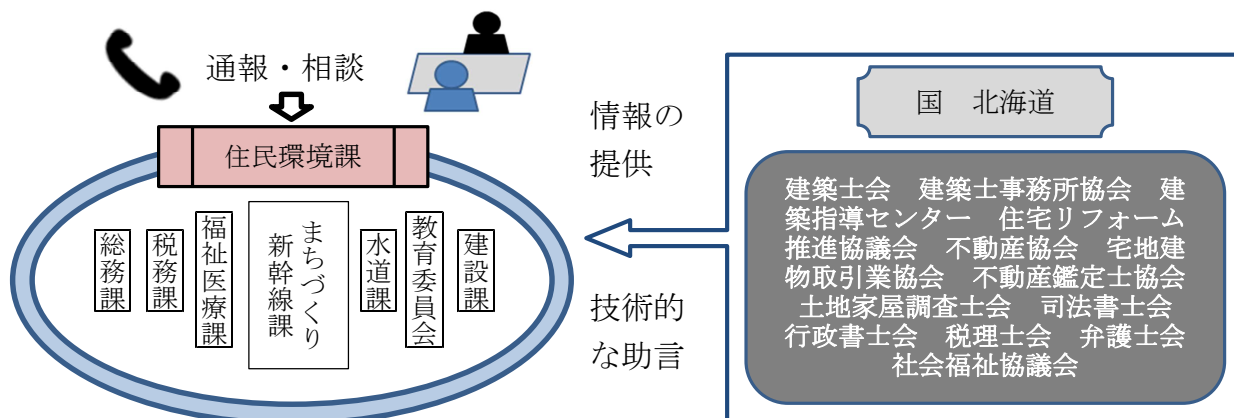 通報・相談
住民環境課
総務課
税務課
福祉医療課
まちづくり
新幹線課
水道課
教育委員会
建設課
情報の
提供
技術的
な助言
国　北海道
建築士会　建築士事務所協会　建
築指導センター　住宅リフォーム
推進協議会　不動産協会　宅地建
物取引業協会　不動産鑑定士協会
土地家屋調査士会　司法書士会
行政書士会　税理士会　弁護士会
社会福祉協議会